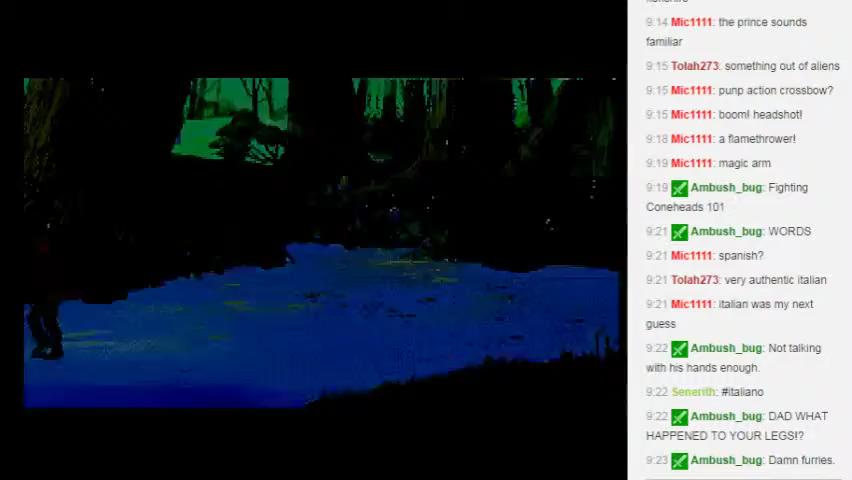 9:14 Mic1111: the prince sounds
familiar
9:15 Tolah273: something out of aliens
9:15 Mic1111: punp action crossbow?
9:15 Mic1111: boom! headshot!
9:18 Mic1111: a flamethrower!
9:19 Mic1111: magic arm
9:19 Ambush_bug: Fighting
Coneheads 101
9:21 Ambush_bug: WORDS
9:21 Mic1111: spanish?
9:21 Tolah273: very authentic italian
9:21 Mic1111: italian was my next
guess
9:22 Ambush_bug: Not talking
with his hands enough.
9:22 Senerith: #italiano
9:22 Ambush_bug: DAD WHAT
HAPPENED TO YOUR LEGS!?
9:23 Ambush_bug: Damn furries.